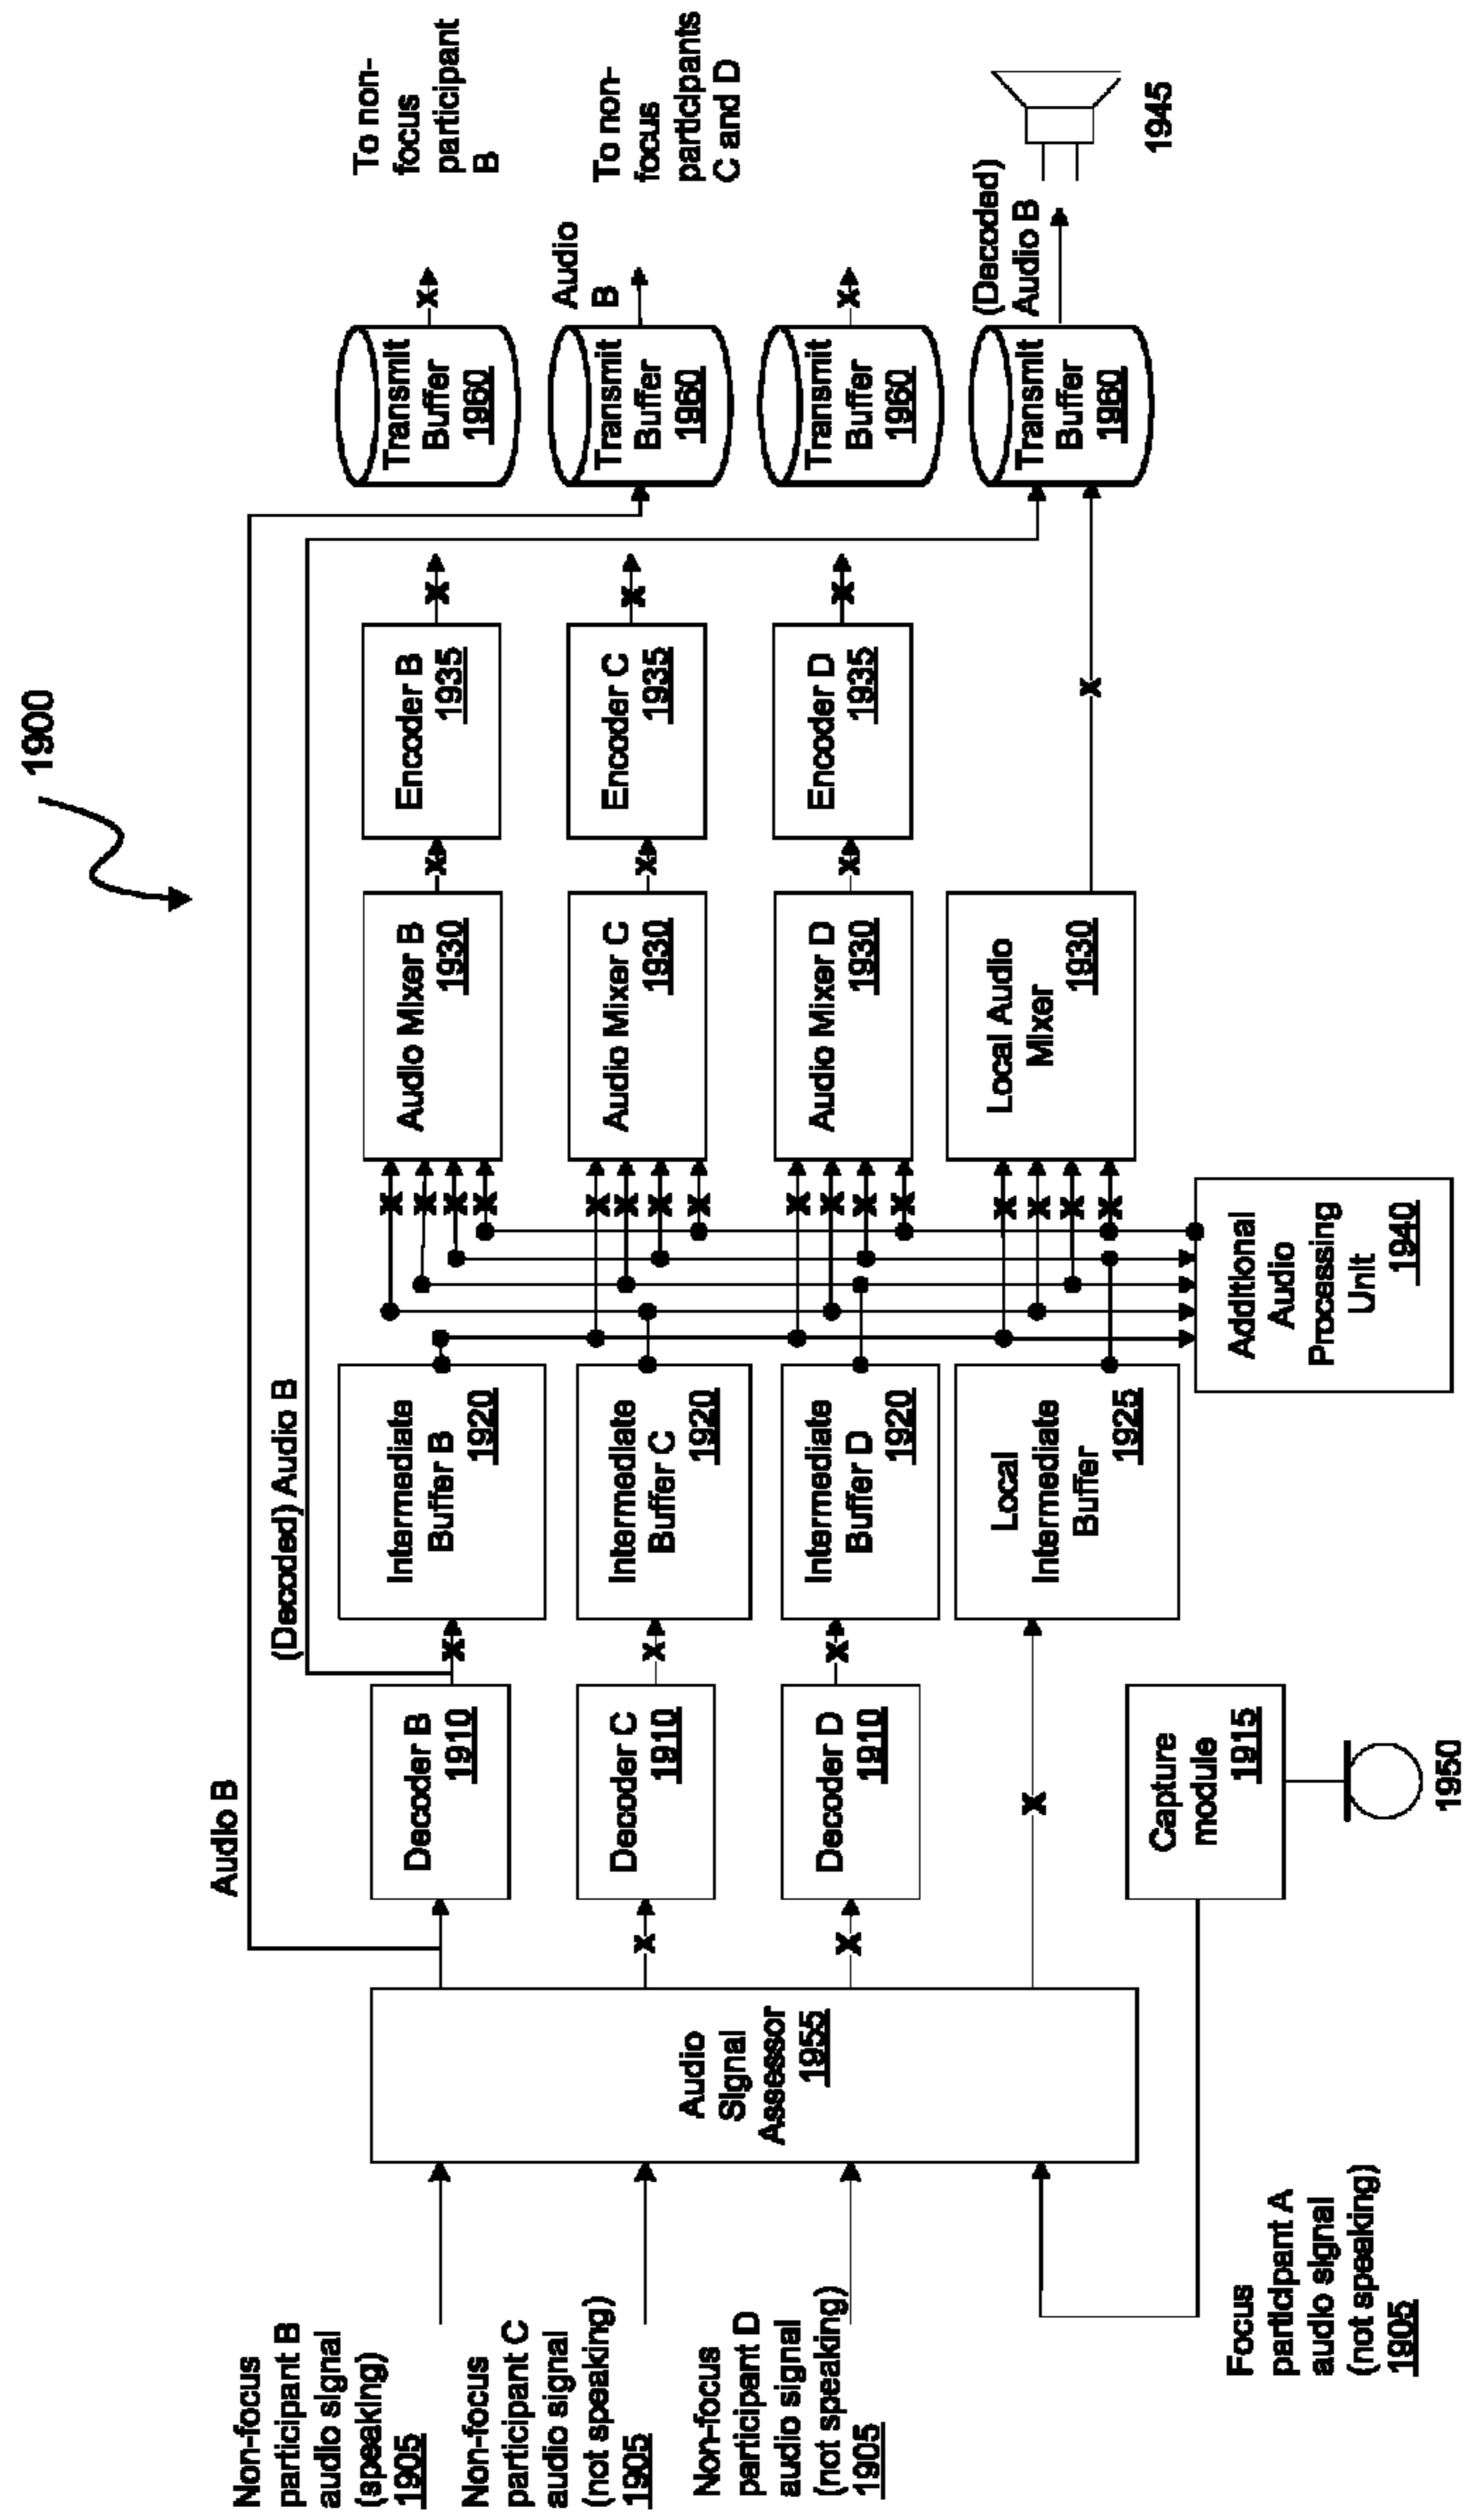 1900
Audio B
(Decoded) Audio B
Non-focus
participant B
audio signal
(speaking)
1905
Non-focus
participant C
audio signal
(not speaking)
1905
Non-focus
participant D
audio signal
(not speaking)
1905
Focus
participant A
audio signal
(not speaking)
1905
Audio
Signal
Assessor
1955
Decoder B
1910
Decoder C
1910
Decoder D
1910
Capture
module
1915
1950
Intermediate
Buffer B
1920
Intermediate
Buffer C
1920
Intermediate
Buffer D
1920
Local
Intermediate
Buffer
1925
Additional
Audio
Processing
Unit
1940
Audio Mixer B
1930
Audio Mixer C
1930
Audio Mixer D
1930
Local Audio
Mixer
1930
Encoder B
1935
Encoder C
1935
Encoder D
1935
Transmit
Buffer
1960
Transmit
Buffer
1960
Transmit
Buffer
1960
Transmit
Buffer
1960
Audio
B
(Decoded)
Audio B
To non-
focus
participant
B
To non-
focus
participants
C and D
1945